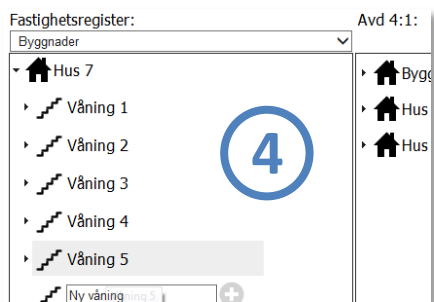 Fastighetsregister:
Byggnader
Hus 7
Våning 1
Våning 2
Våning 3
Våning 4
Våning 5
Ny våning
4
Avd 4:1:
Bygg
Hus
Hus